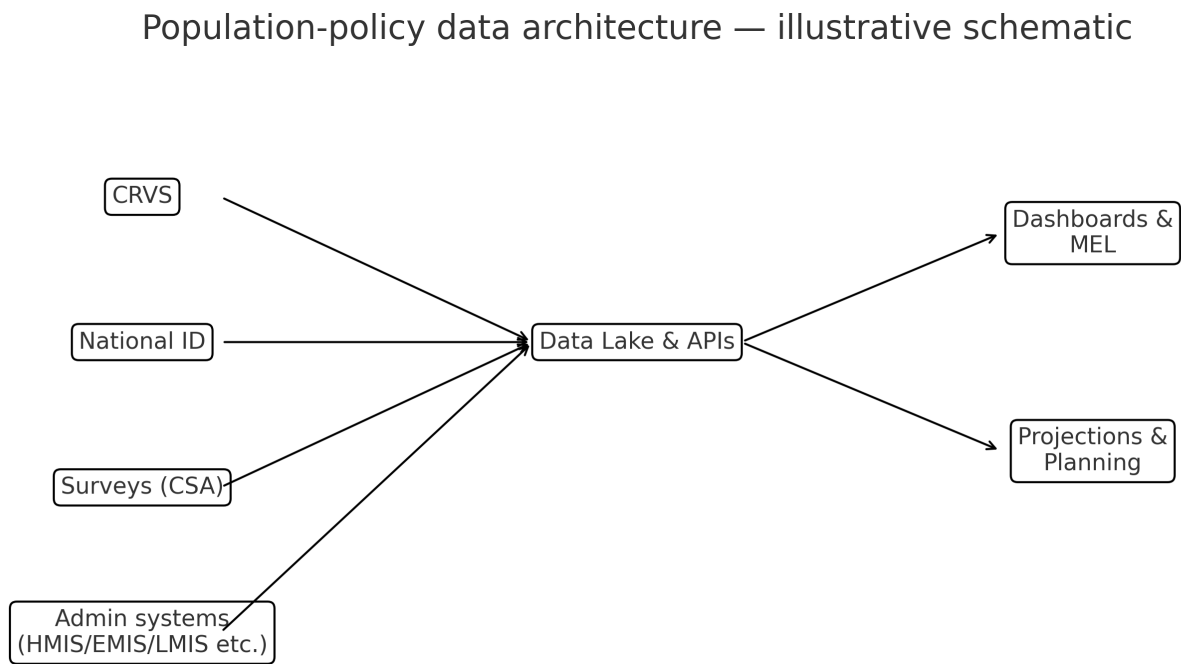 Population-policy data architecture — illustrative schematic
CRVS
National ID
Surveys (CSA)
Admin systems
(HMIS/EMIS/LMIS etc.)
Data Lake & APIs
Dashboards &
MEL
Projections &
Planning